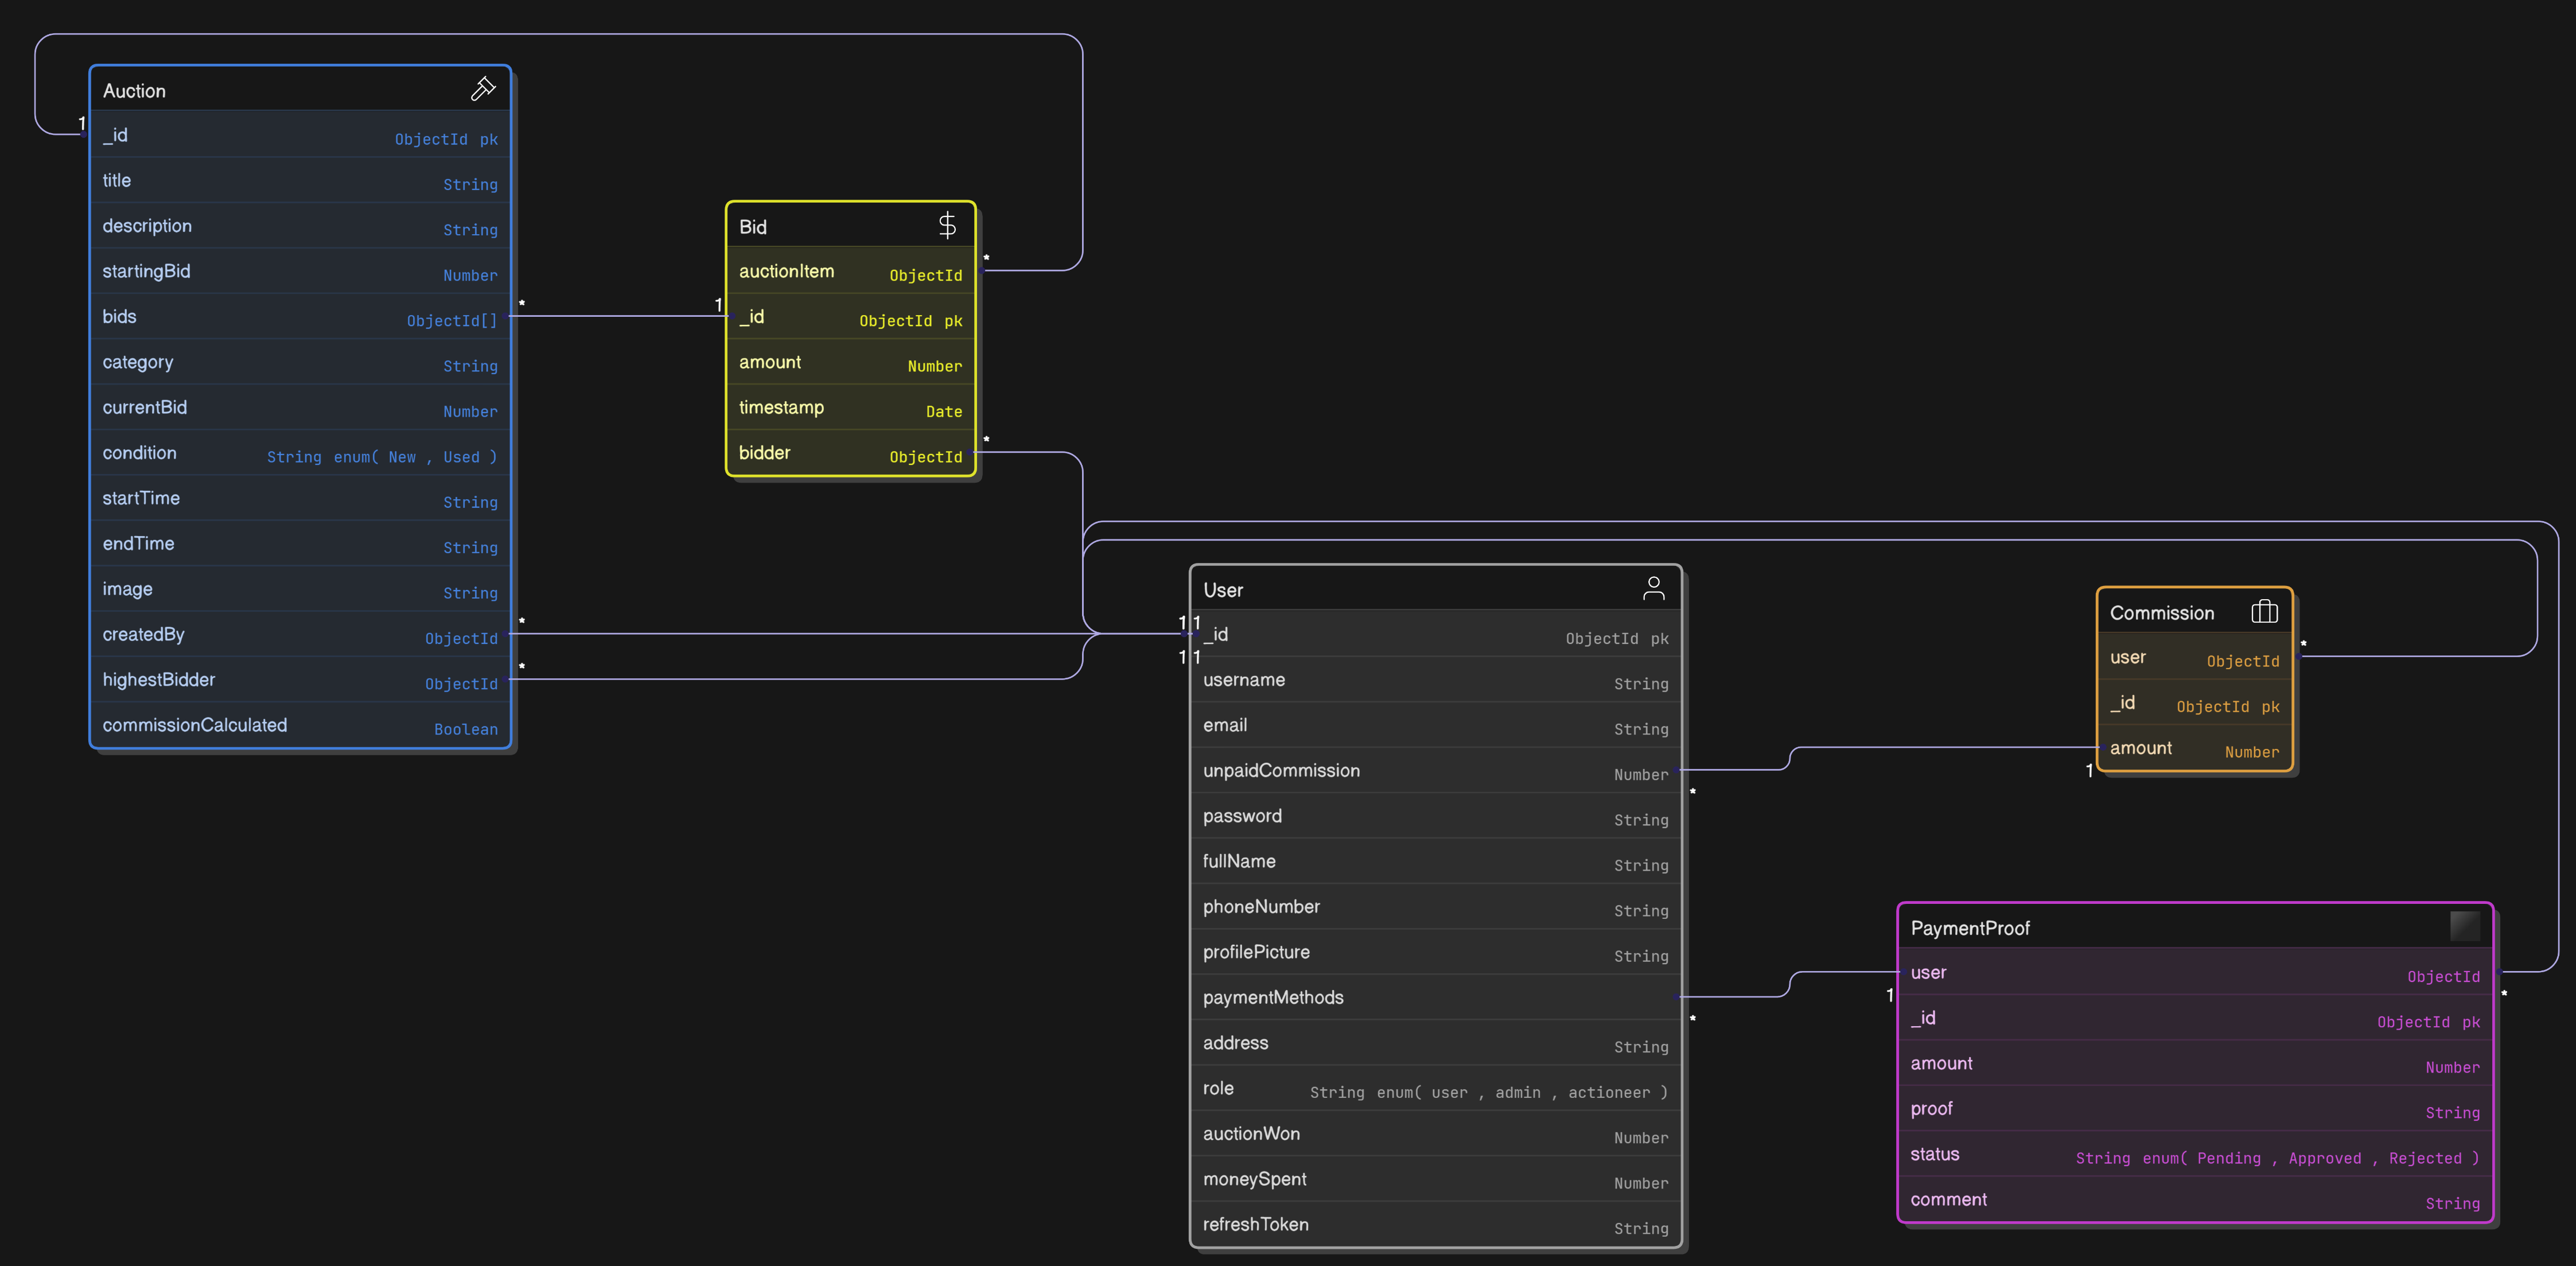 Auction
_id ObjectId pk
title String
description String
startingBid Number
bids ObjectId[]
category String
currentBid Number
condition String enum( New , Used )
startTime String
endTime String
image String
createdBy ObjectId
highestBidder ObjectId
commissionCalculated Boolean
1
*
*
*
Bid
auctionItem ObjectId
_id ObjectId pk
amount Number
timestamp Date
bidder ObjectId
*
1
*
User
_id ObjectId pk
username String
email String
unpaidCommission Number
password String
fullName String
phoneNumber String
profilePicture String
paymentMethods
address String
role String enum( user , admin , actioneer )
auctionWon Number
moneySpent Number
refreshToken String
1 1
1 1
*
*
Commission
user ObjectId
_id ObjectId pk
amount Number
*
1
PaymentProof
user ObjectId
_id ObjectId pk
amount Number
proof String
status String enum( Pending , Approved , Rejected )
comment String
1
*